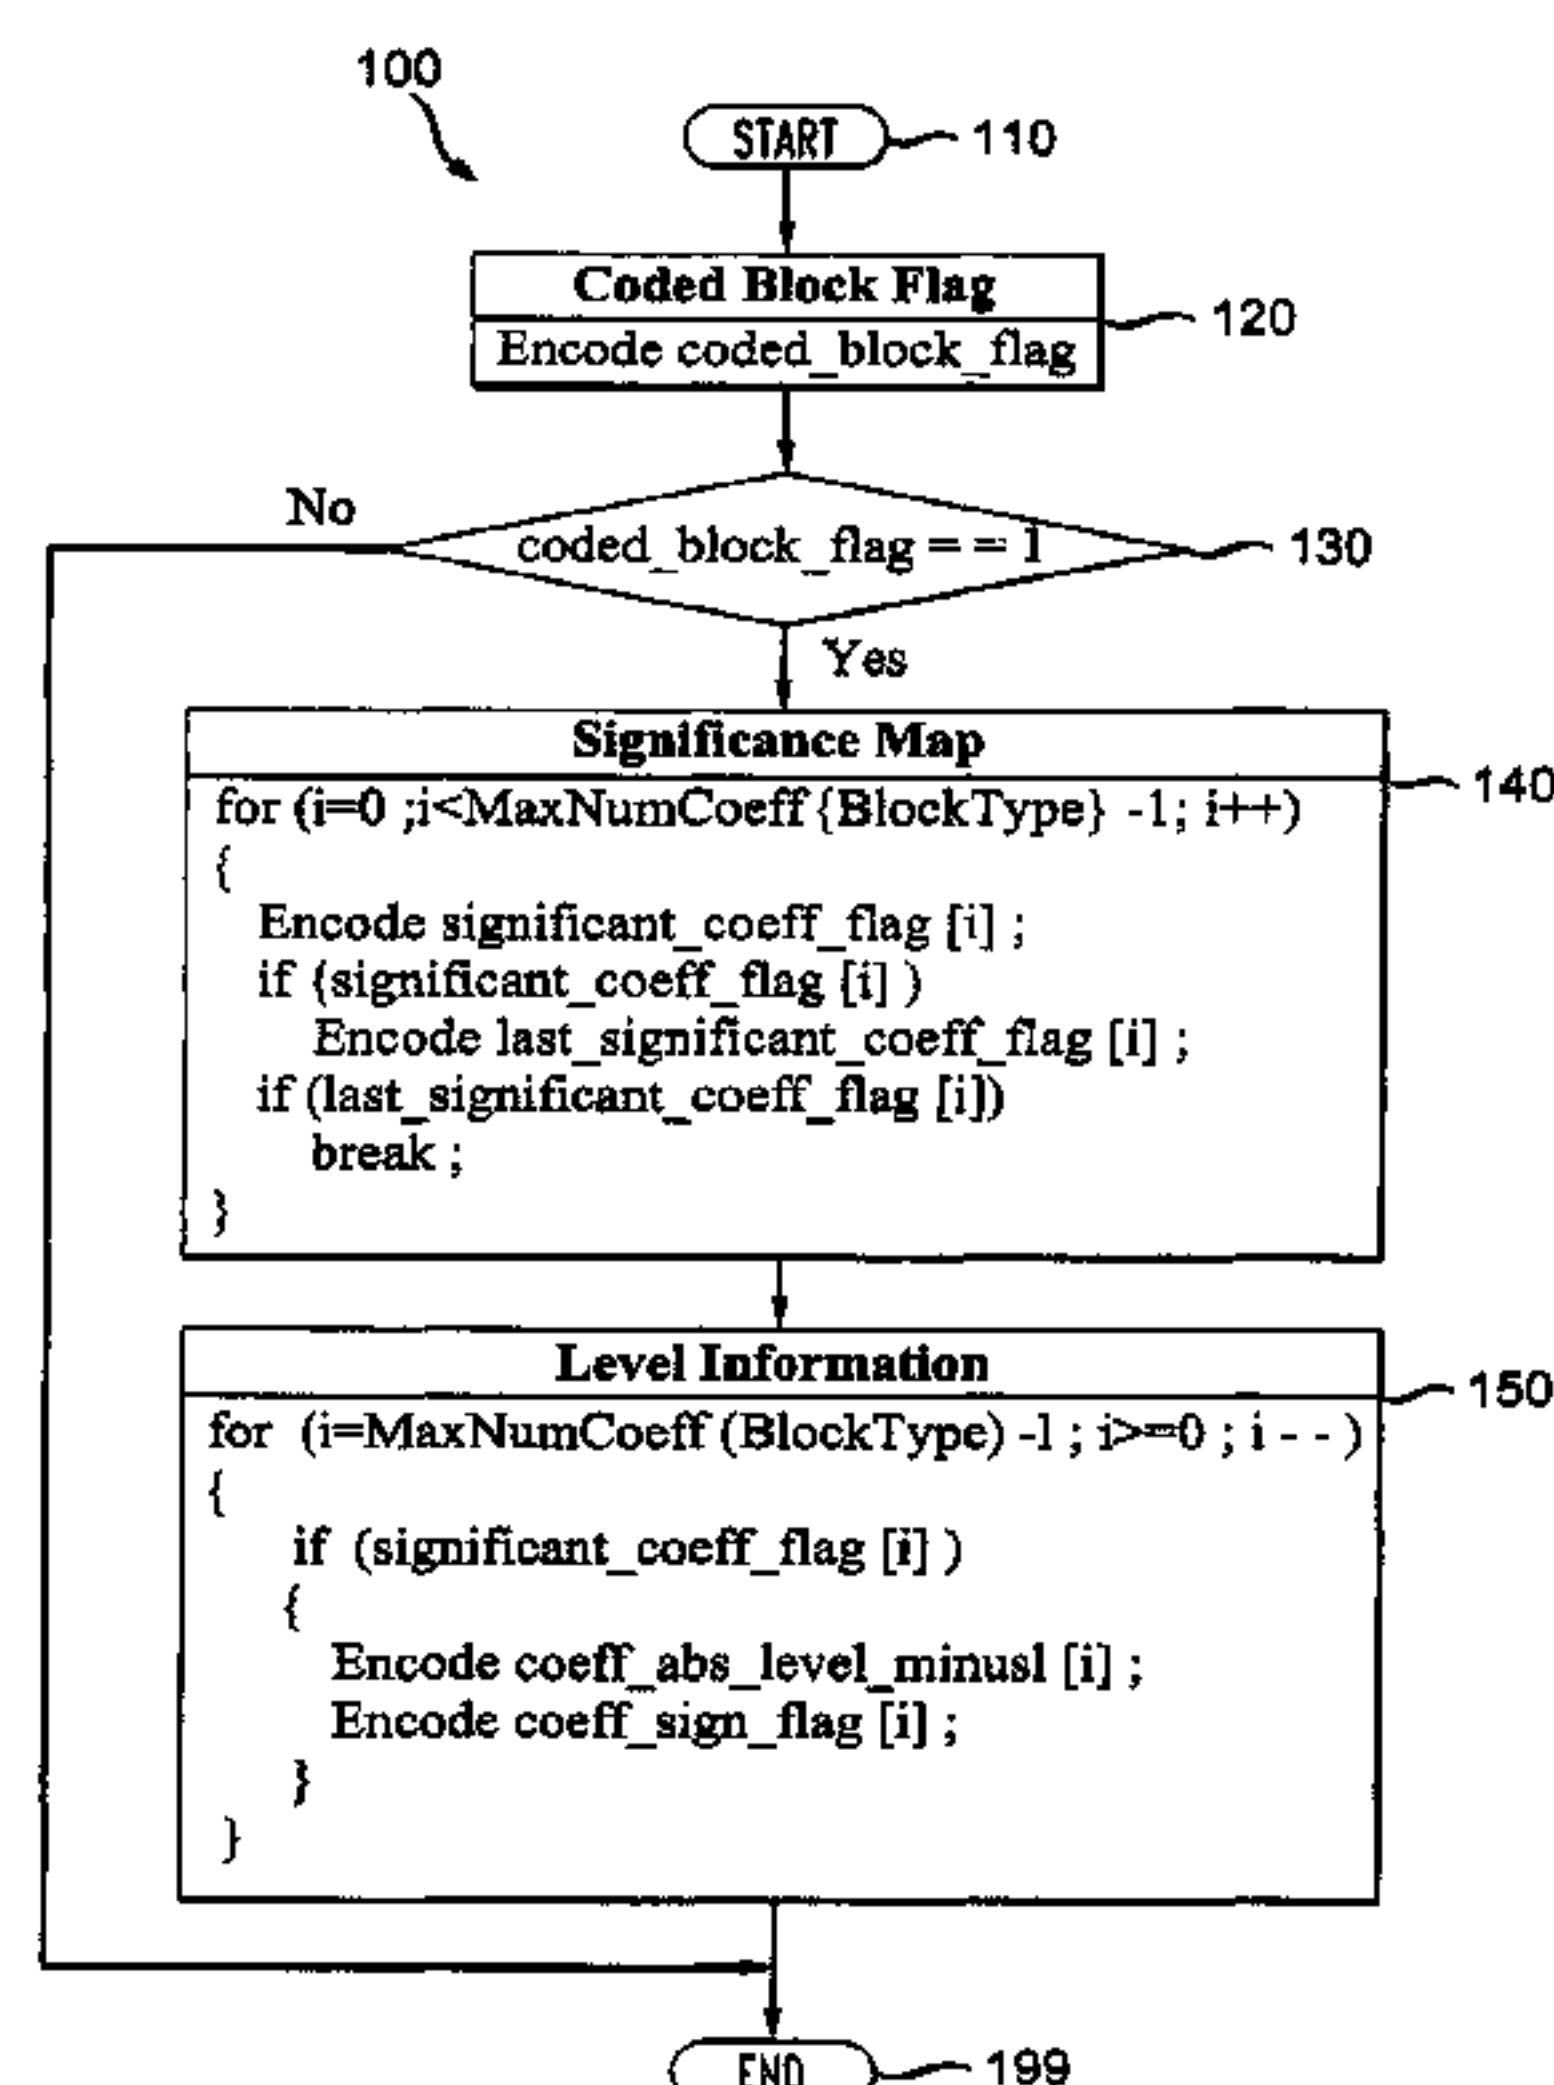 100
START
110
Coded Block Flag
120
Encode coded_block_flag
No
coded_block_flag = = 1
130
Yes
Significance Map
140
for (i=0 ;i<MaxNumCoeff{BlockType} -1; i++)
{
Encode significant_coeff_flag [i] ;
if (significant_coeff_flag [i] )
Encode last_significant_coeff_flag [i] ;
if (last_significant_coeff_flag [i])
break ;
}
Level Information
150
for (i=MaxNumCoeff (BlockType) -1 ; i>=0 ; i - - )
{
if (significant_coeff_flag [i] )
{
Encode coeff_abs_level_minus1 [i] ;
Encode coeff_sign_flag [i] ;
}
}
END
199